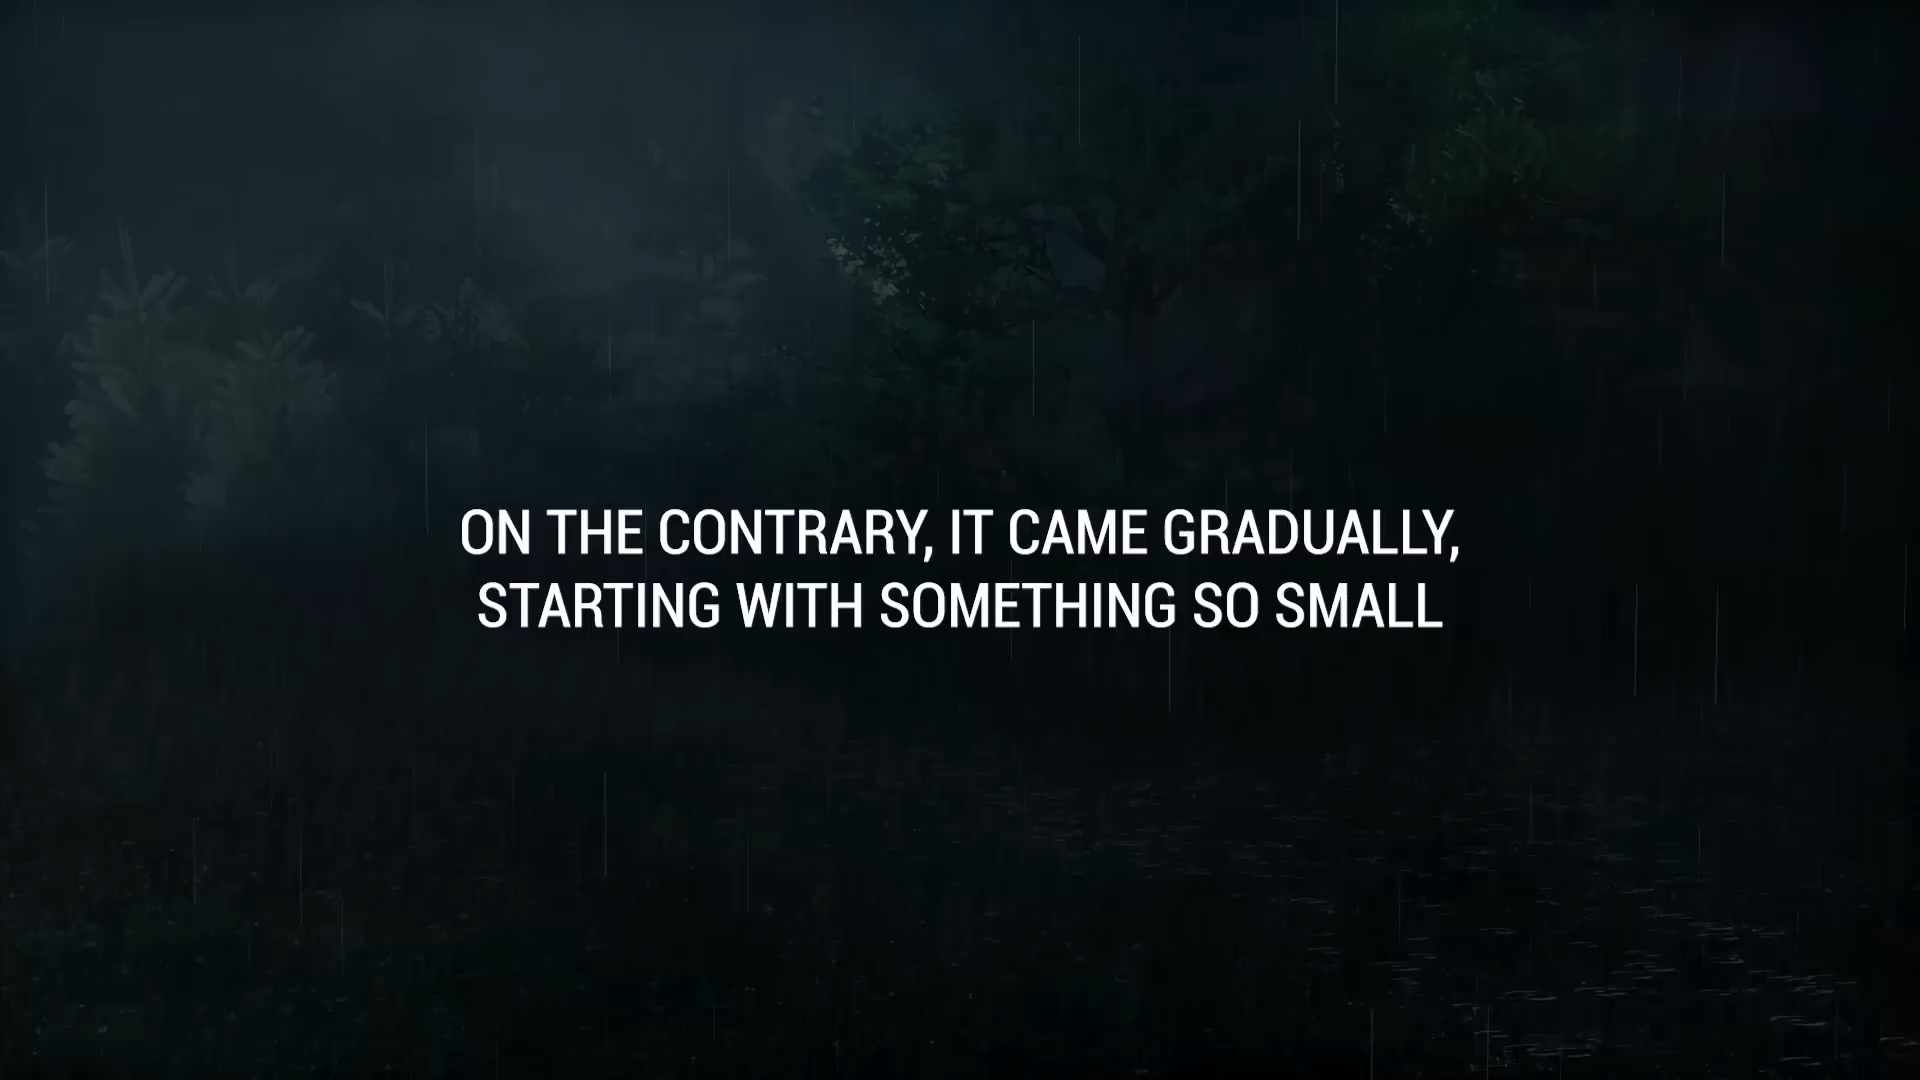 ON THE CONTRARY, IT CAME GRADUALLY,
STARTING WITH SOMETHING SO SMALL